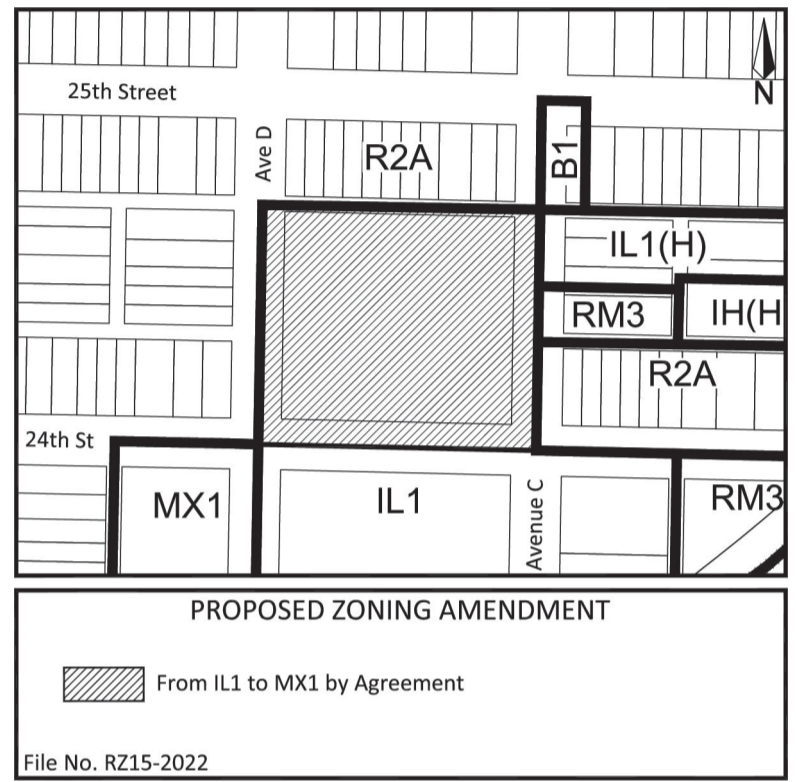 N
25th Street
Ave D
R2A
B1
IL1(H)
RM3
IH(H
R2A
24th St
MX1
IL1
Avenue C
RM3
PROPOSED ZONING AMENDMENT
From IL1 to MX1 by Agreement
File No. RZ15-2022